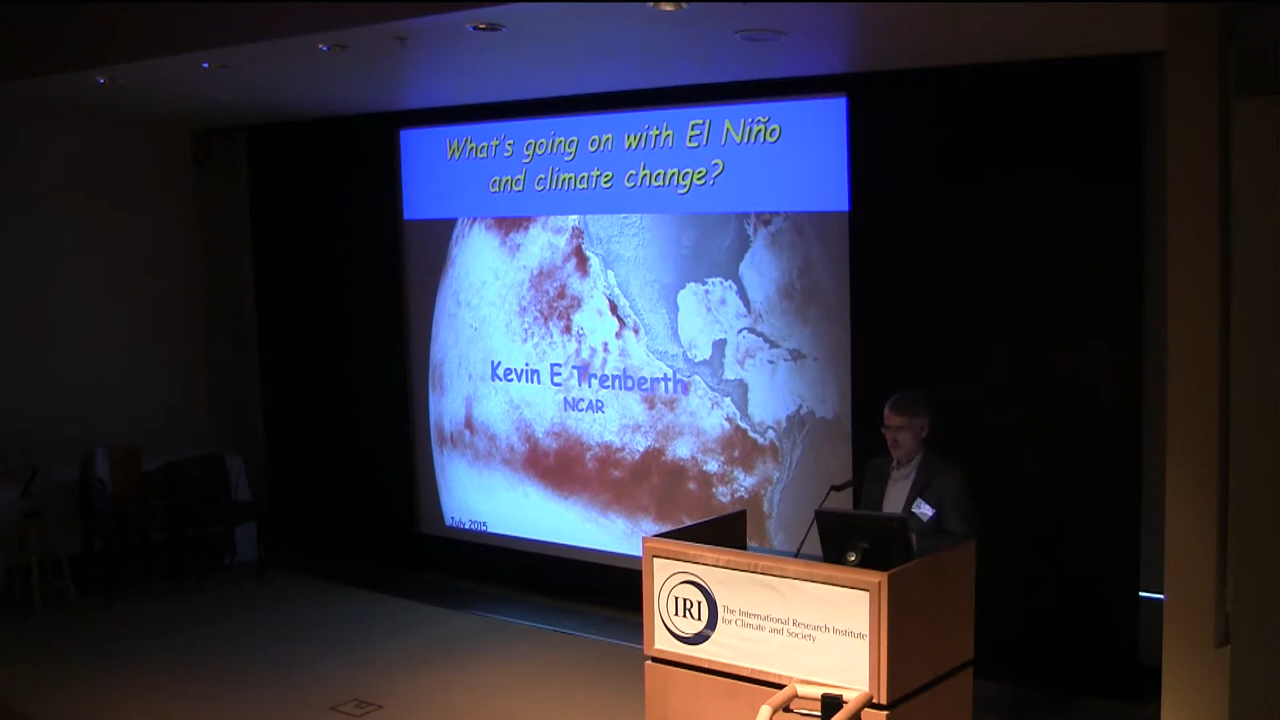 What's going on with El Niño
and climate change?
Kevin E Trenberth
NCAR
July 2015
IRI
The International Research Institute
for Climate and Society